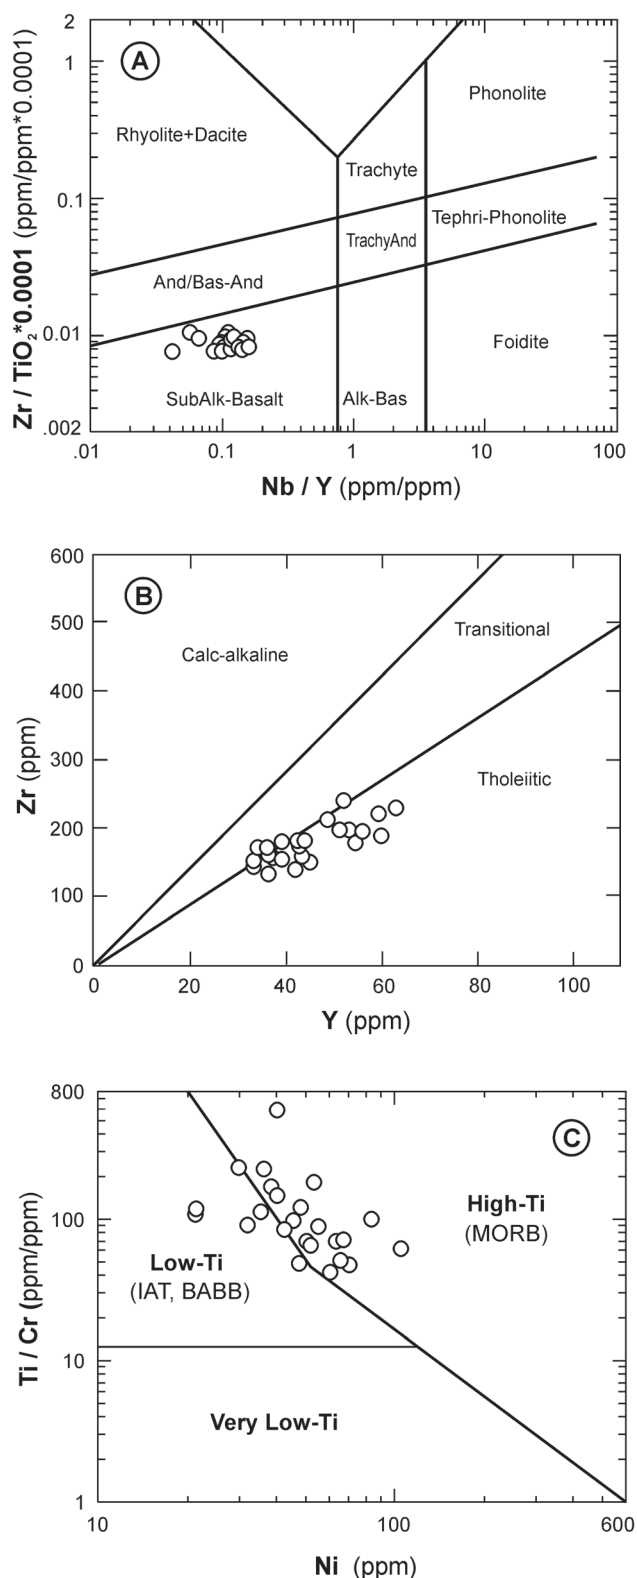 A
2
1
0.1
0.01
.002
Zr / TiO₂*0.0001 (ppm/ppm*0.0001)
Rhyolite+Dacite
Phonolite
Trachyte
TrachyAnd
Tephri-Phonolite
And/Bas-And
Foidite
SubAlk-Basalt
Alk-Bas
.01
0.1
1
10
100
Nb / Y (ppm/ppm)
B
600
500
400
300
200
100
0
Zr (ppm)
Calc-alkaline
Transitional
Tholeiitic
0
20
40
60
80
100
Y (ppm)
C
800
100
10
1
Ti / Cr (ppm/ppm)
High-Ti
(MORB)
Low-Ti
(IAT, BABB)
Very Low-Ti
10
100
600
Ni (ppm)